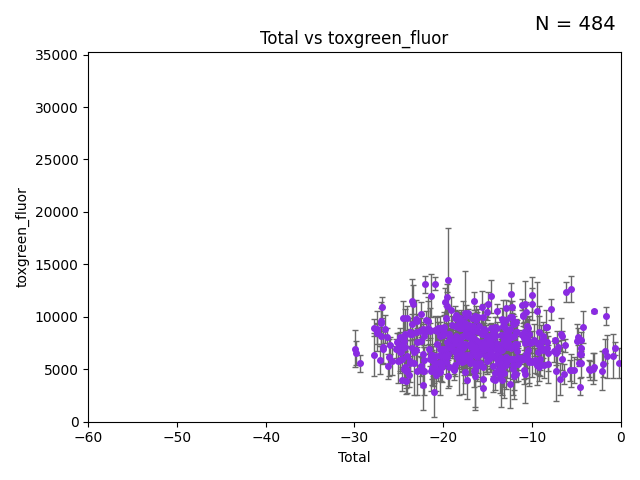 N = 484
Total vs toxgreen_fluor
35000
30000
25000
20000
15000
10000
5000
0
toxgreen_fluor
−60 −50 −40 −30 −20 −10 0
Total